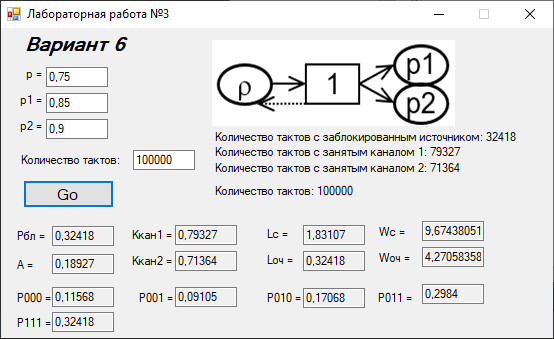 Лабораторная работа №3
Вариант 6
p = 0,75
p1 = 0,85
p2 = 0,9
ρ 1 p1
p2
Количество тактов с заблокированным источником: 32418
Количество тактов с занятым каналом 1: 79327
Количество тактов с занятым каналом 2: 71364
Количество тактов: 100000
Количество тактов: 100000
Go
Pбл = 0,32418 Kкан1 = 0,79327 Lc = 1,83107 Wc = 9,67438051
A = 0,18927 Kкан2 = 0,71364 Lоч = 0,32418 Wоч = 4,27058358
P000 = 0,11568 P001 = 0,09105 P010 = 0,17068 P011 = 0,2984
P111 = 0,32418